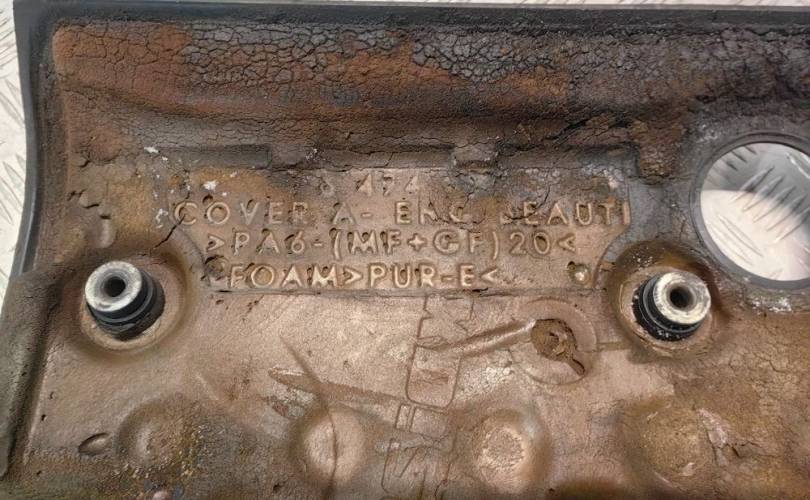 COVER A- ENG BEAUTI
>PA6-(MF+GF)20<
FOAM>PUR-E<